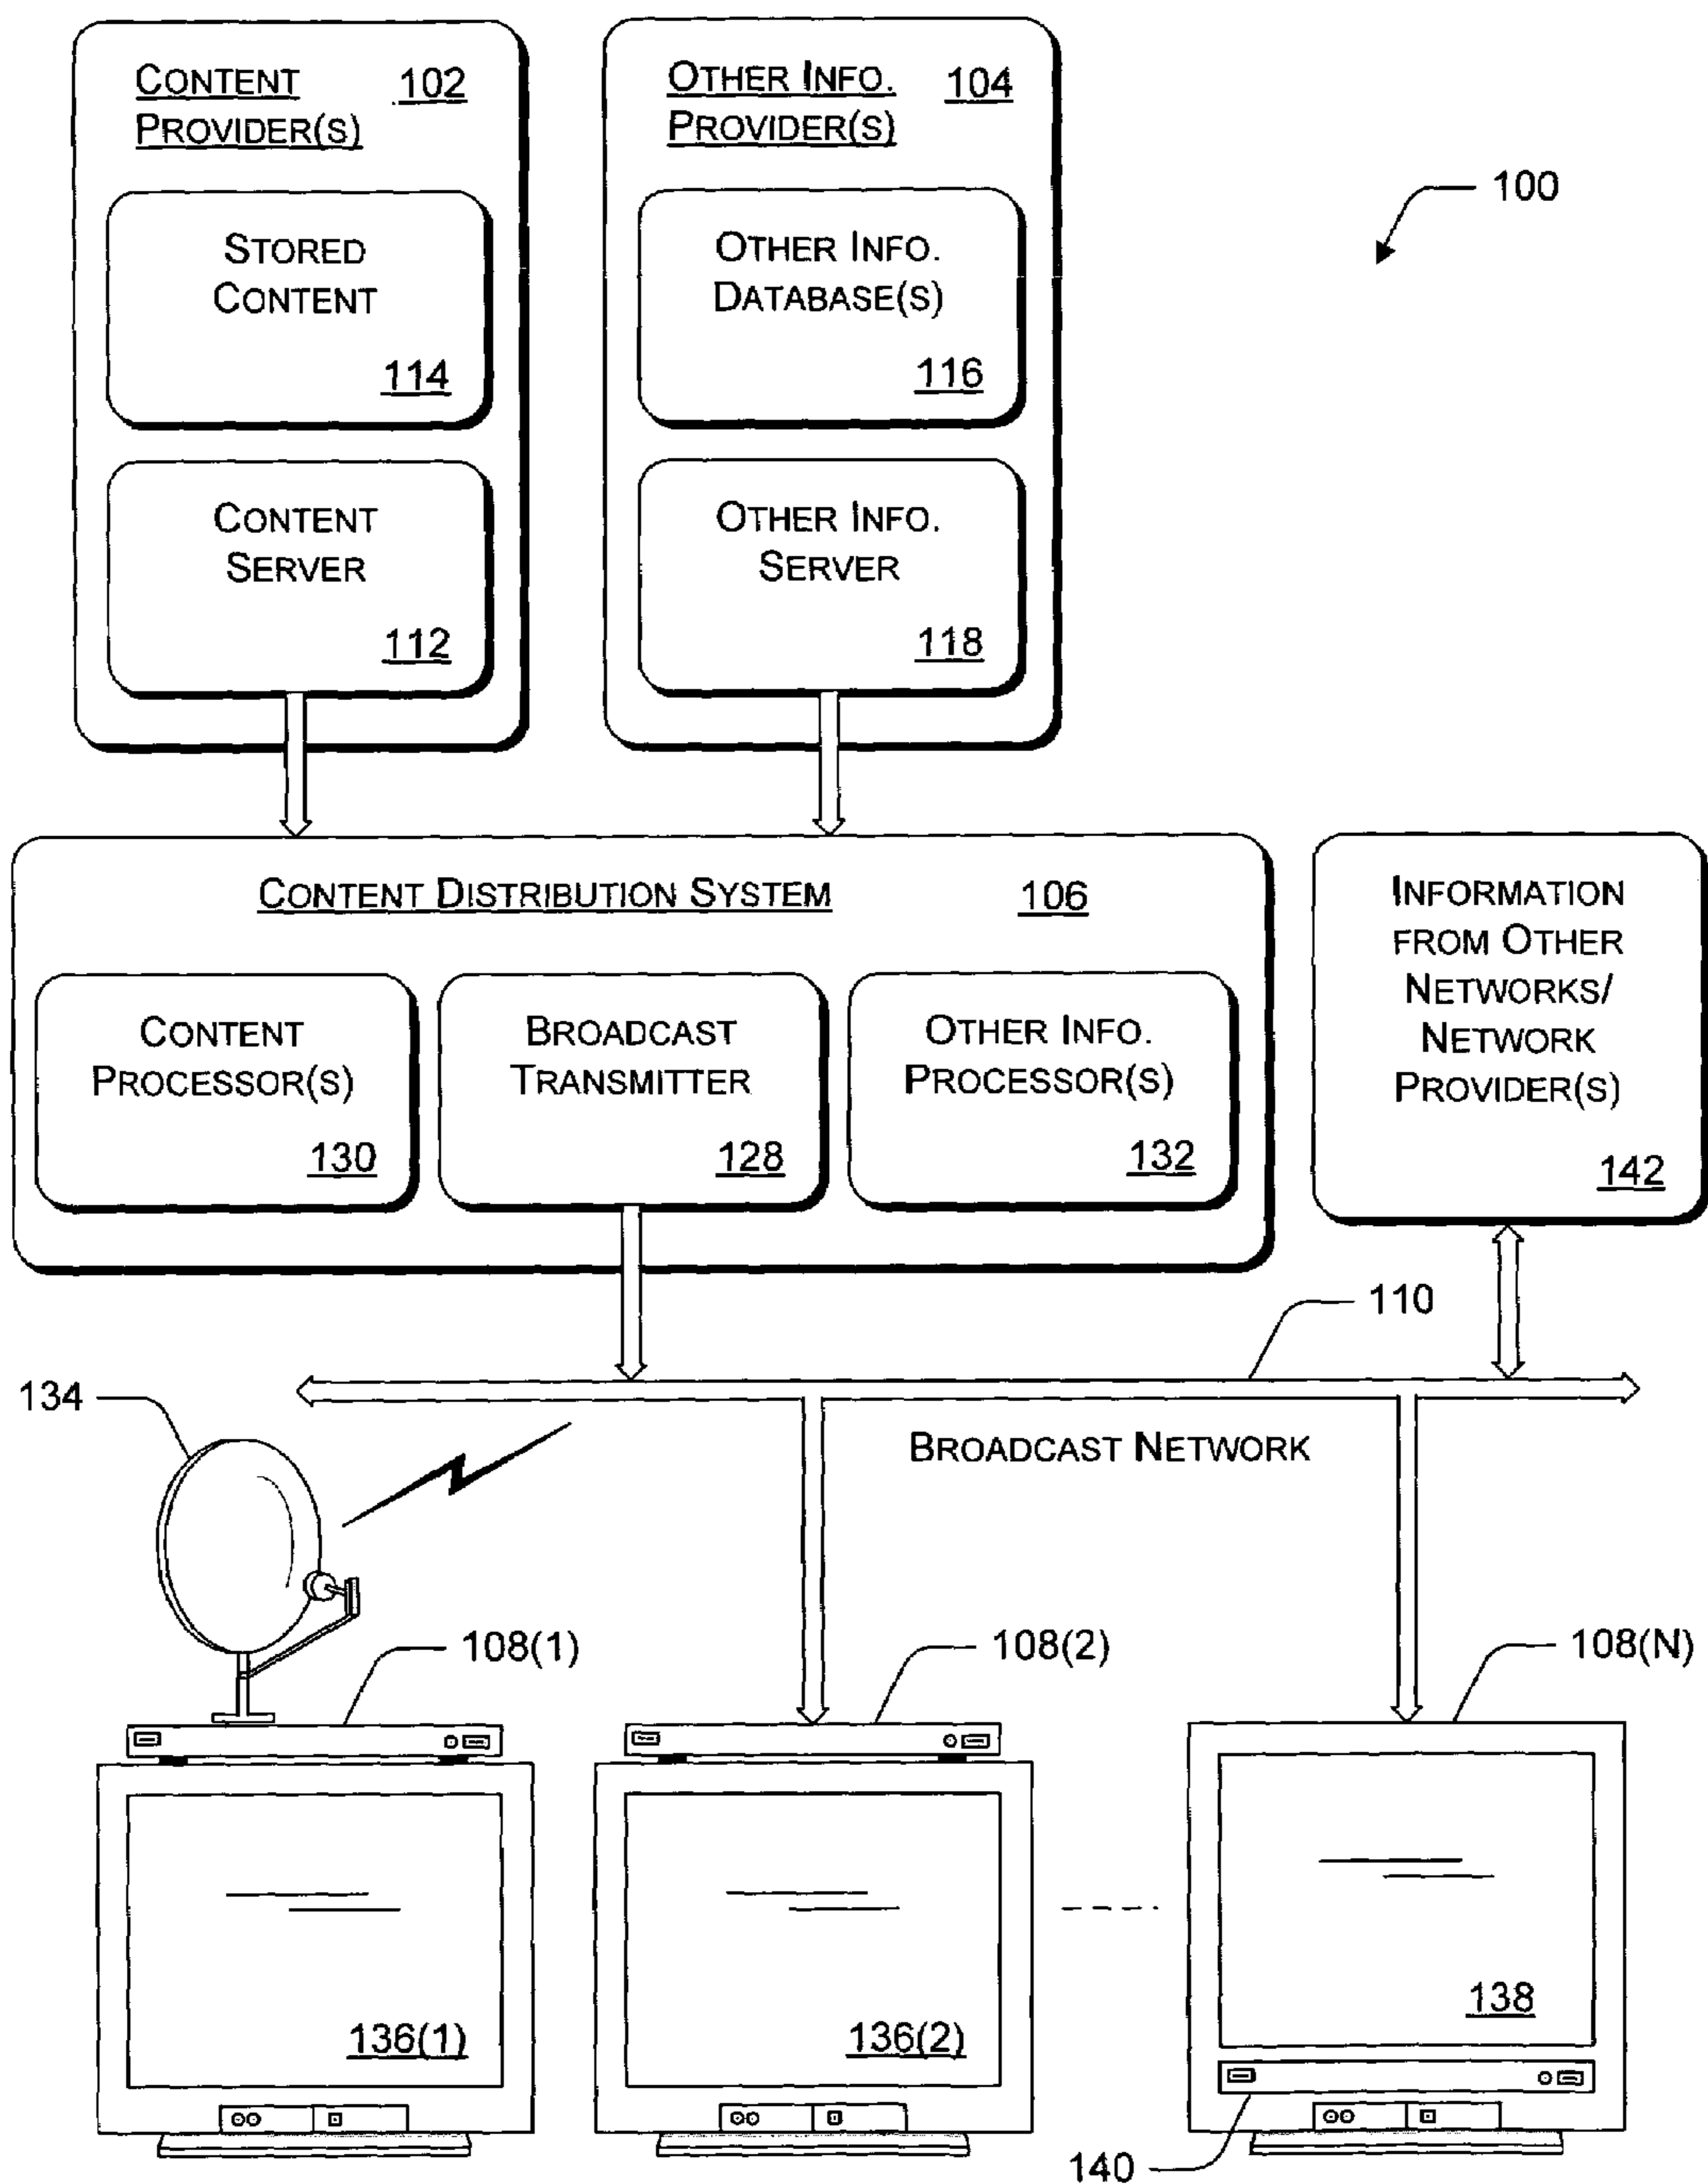 CONTENT 102
PROVIDER(S)
STORED
CONTENT
114
CONTENT
SERVER
112
OTHER INFO. 104
PROVIDER(S)
OTHER INFO.
DATABASE(S)
116
OTHER INFO.
SERVER
118
100
CONTENT DISTRIBUTION SYSTEM 106
CONTENT
PROCESSOR(S)
130
BROADCAST
TRANSMITTER
128
OTHER INFO.
PROCESSOR(S)
132
INFORMATION
FROM OTHER
NETWORKS/
NETWORK
PROVIDER(S)
142
110
134
BROADCAST NETWORK
108(1)
108(2)
108(N)
136(1)
136(2)
138
140